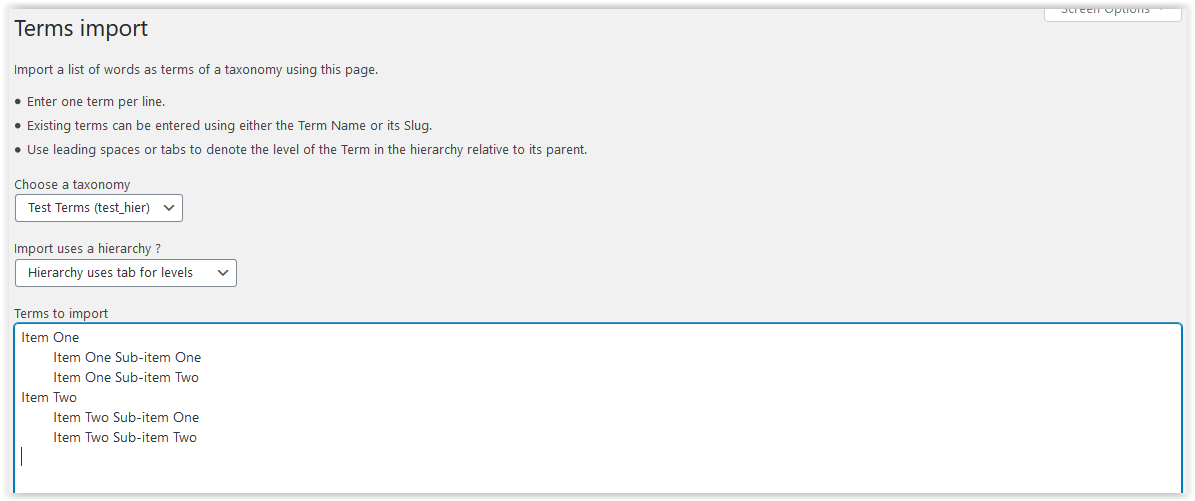 Screen Options
Terms import
Import a list of words as terms of a taxonomy using this page.
• Enter one term per line.
• Existing terms can be entered using either the Term Name or its Slug.
• Use leading spaces or tabs to denote the level of the Term in the hierarchy relative to its parent.
Choose a taxonomy
Test Terms (test_hier)
Import uses a hierarchy ?
Hierarchy uses tab for levels
Terms to import
Item One
	Item One Sub-item One
	Item One Sub-item Two
Item Two
	Item Two Sub-item One
	Item Two Sub-item Two